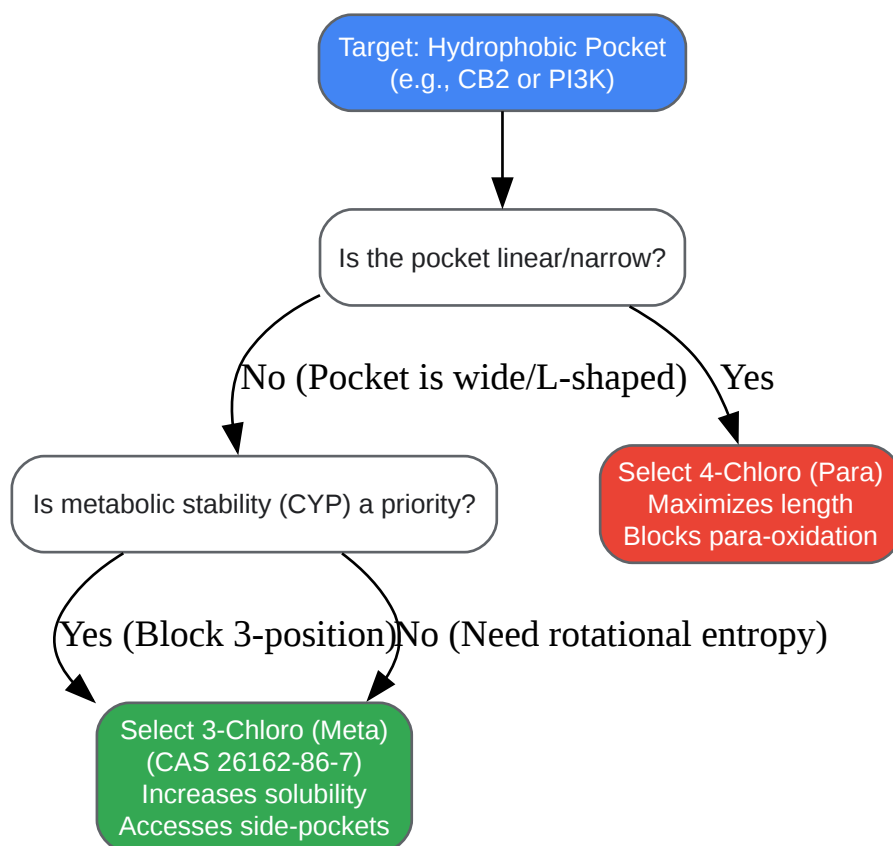 Target: Hydrophobic Pocket
(e.g., CB2 or PI3K)
Is the pocket linear/narrow?
No (Pocket is wide/L-shaped)
Yes
Select 4-Chloro (Para)
Maximizes length
Blocks para-oxidation
Is metabolic stability (CYP) a priority?
Yes (Block 3-position)
No (Need rotational entropy)
Select 3-Chloro (Meta)
(CAS 26162-86-7)
Increases solubility
Accesses side-pockets